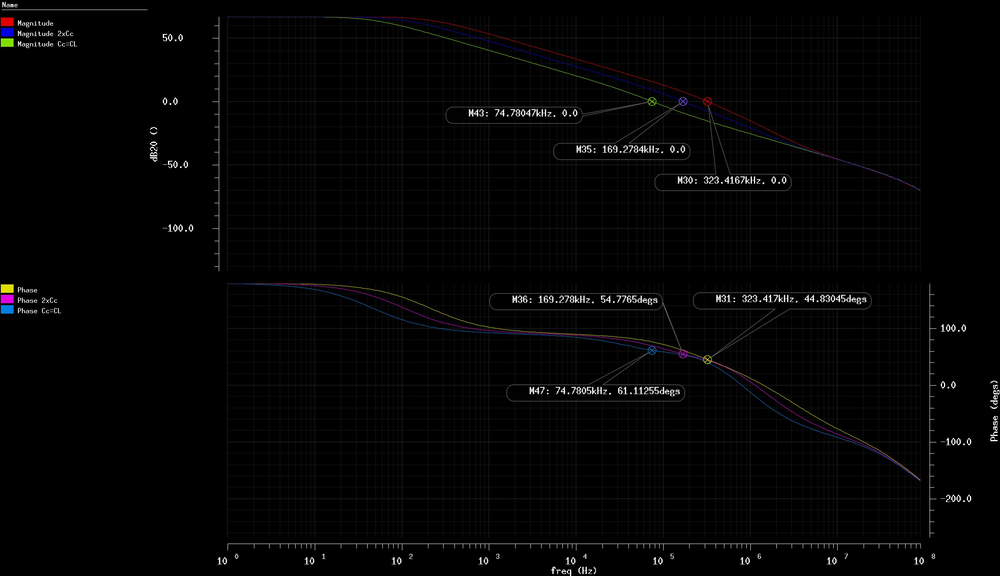 Name
Magnitude
Magnitude 2xCc
Magnitude Cc=CL
50.0
0.0
-50.0
-100.0
dB20 ()
M43: 74.78047kHz, 0.0
M35: 169.2784kHz, 0.0
M30: 323.4167kHz, 0.0
Phase
Phase 2xCc
Phase Cc=CL
M36: 169.278kHz, 54.7765degs
M31: 323.417kHz, 44.83045degs
M47: 74.7805kHz, 61.11255degs
100.0
0.0
-100.0
-200.0
Phase (degs)
10 0 10 1 10 2 10 3 10 4 10 5 10 6 10 7 10 8
freq (Hz)